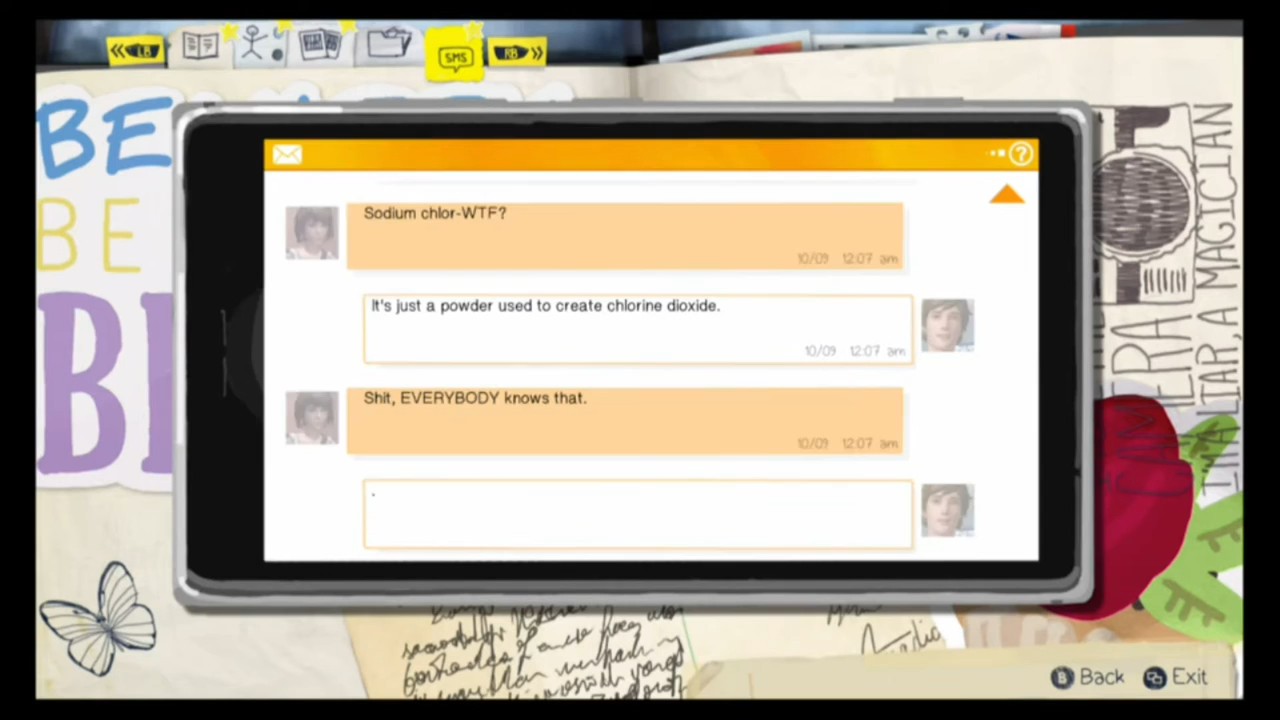 LB
SMS
RB
BE
BE
Sodium chlor-WTF?
10/09 12:07 am
It's just a powder used to create chlorine dioxide.
10/09 12:07 am
Shit, EVERYBODY knows that.
10/09 12:07 am
.
CAMERA
I'M A LIAR, A MAGICIAN
?
B Back
Exit